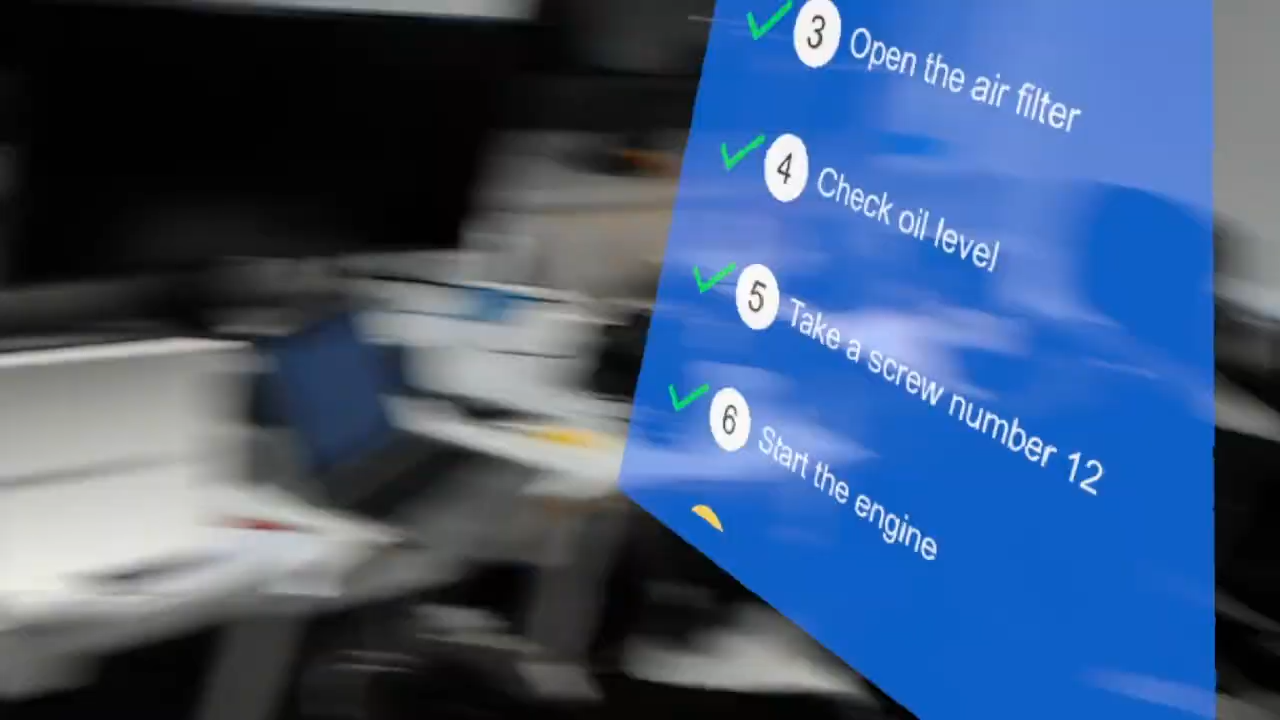 3 Open the air filter
4 Check oil level
5 Take a screw number 12
6 Start the engine